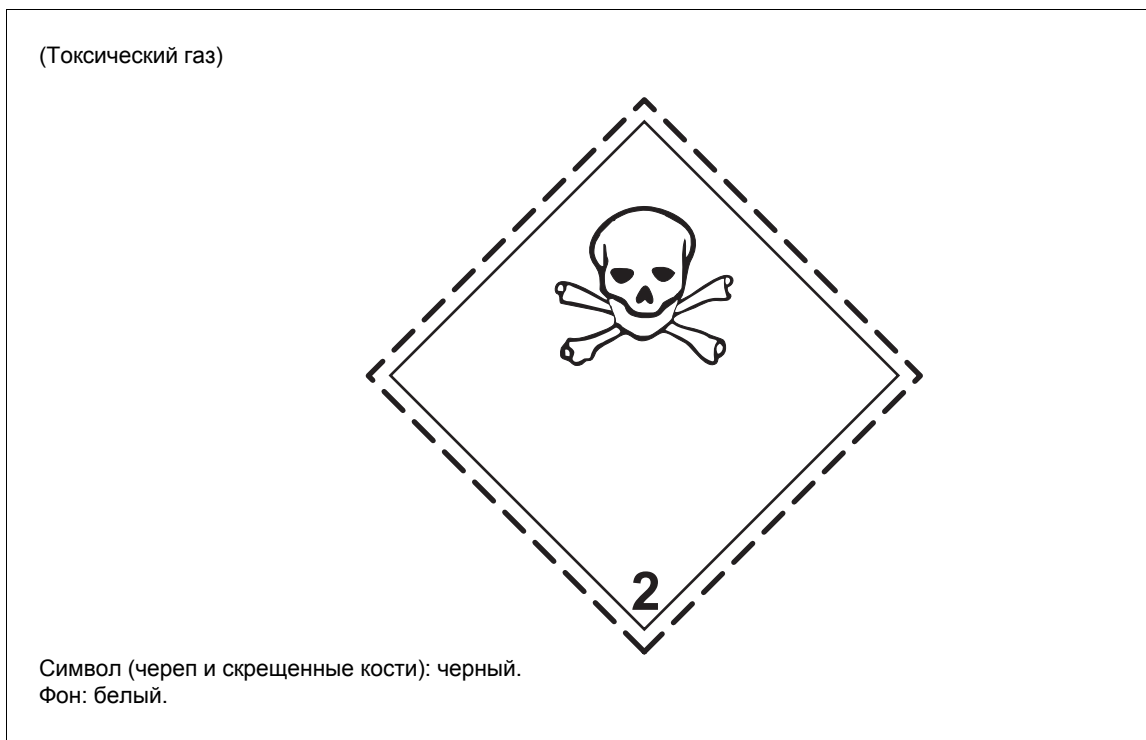 (Токсический газ)
2
Символ (череп и скрещенные кости): черный.
Фон: белый.